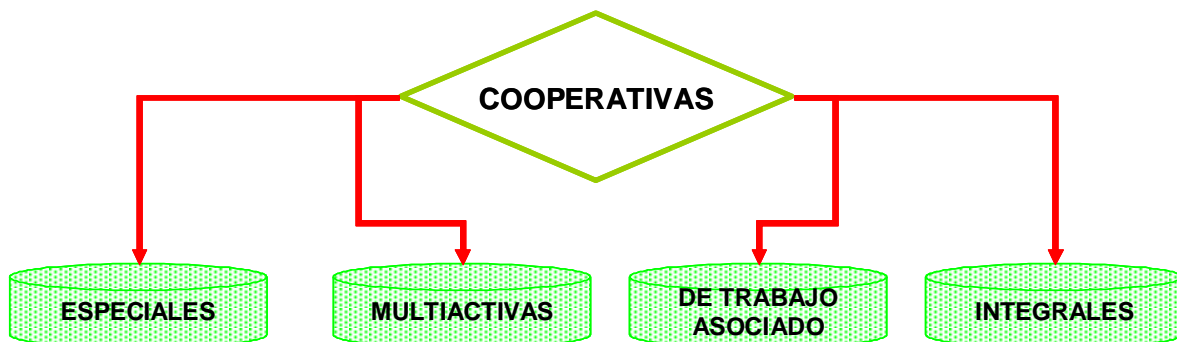 COOPERATIVAS
ESPECIALES
MULTIACTIVAS
DE TRABAJO
ASOCIADO
INTEGRALES